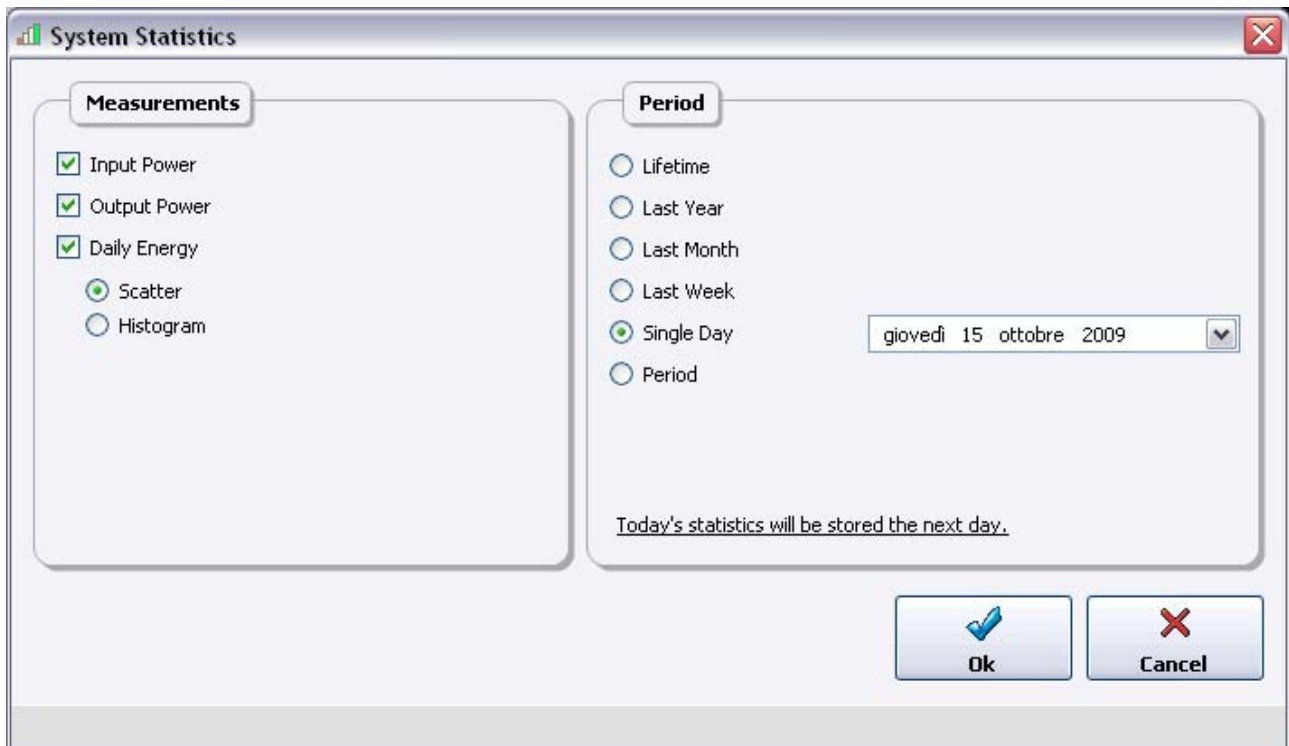 System Statistics
Measurements
Input Power
Output Power
Daily Energy
Scatter
Histogram
Period
Lifetime
Last Year
Last Month
Last Week
Single Day
giovedì 15 ottobre 2009
Period
Today's statistics will be stored the next day.
Ok
Cancel